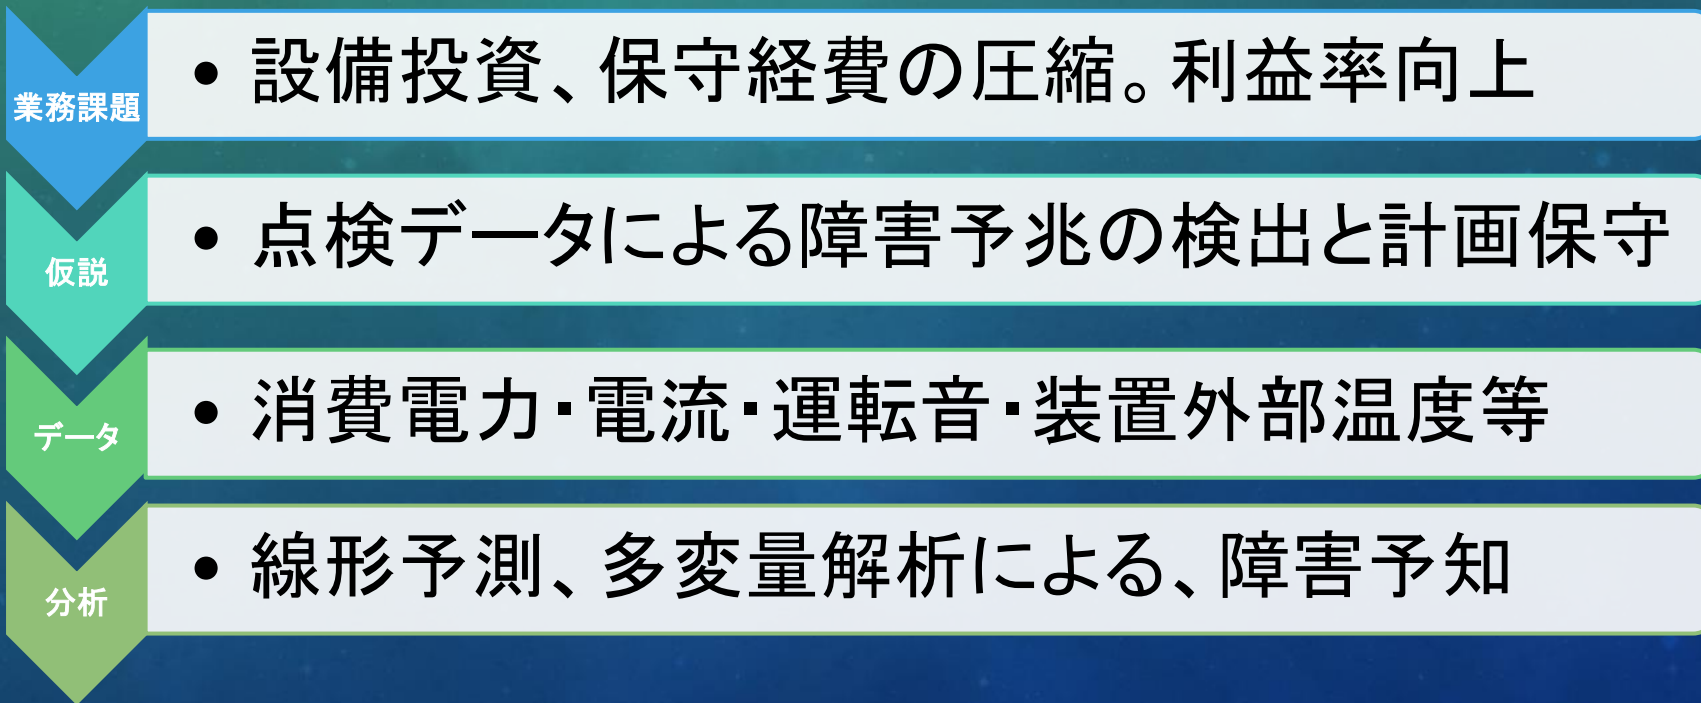 業務課題
• 設備投資、保守経費の圧縮。利益率向上
仮説
• 点検データによる障害予兆の検出と計画保守
データ
• 消費電力・電流・運転音・装置外部温度等
分析
• 線形予測、多変量解析による、障害予知